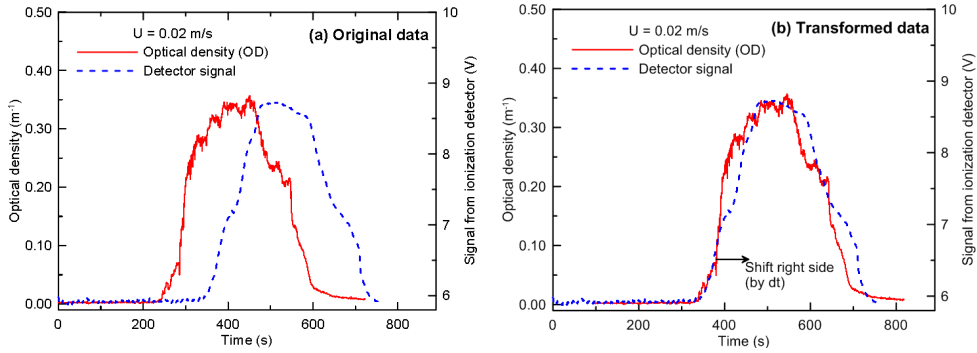 (a) Original data
U = 0.02 m/s
Optical density (OD)
Detector signal
Optical density (m⁻¹)
0.50
0.40
0.30
0.20
0.10
0.00
Signal from ionization detector (V)
10
9
8
7
6
0 200 400 600 800
Time (s)
(b) Transformed data
U = 0.02 m/s
Optical density (OD)
Detector signal
Shift right side
(by dt)
Optical density (m⁻¹)
0.50
0.40
0.30
0.20
0.10
0.00
Signal from ionization detector (V)
10
9
8
7
6
0 200 400 600 800
Time (s)